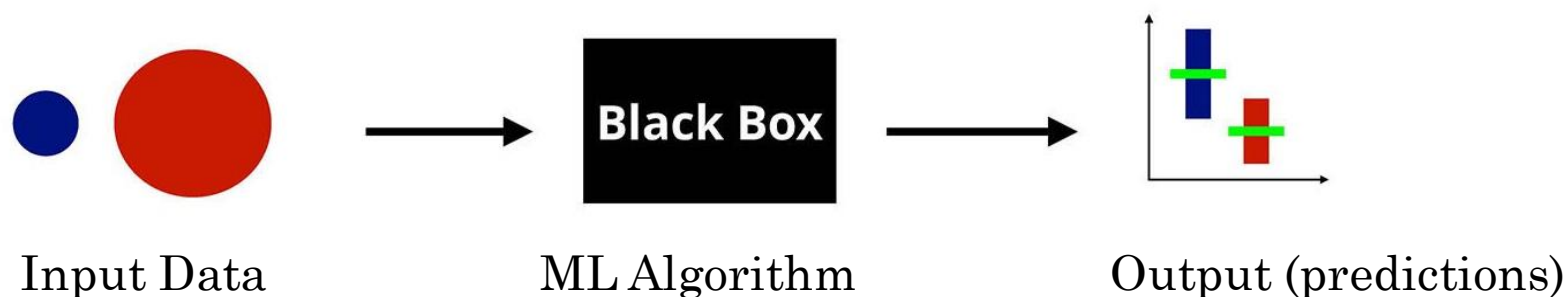 Black Box
Input Data
ML Algorithm
Output (predictions)